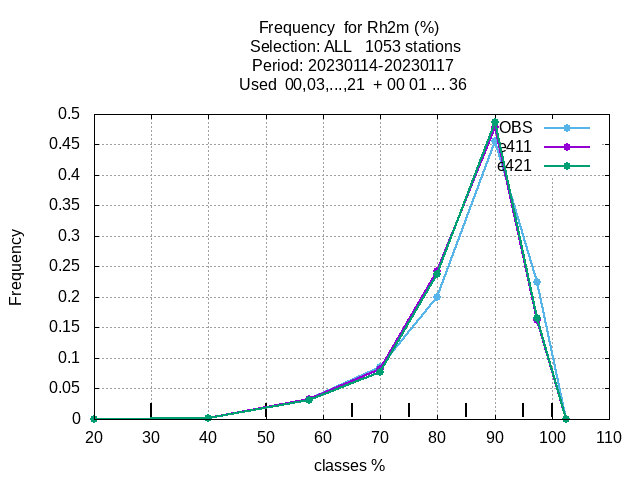 Frequency  for Rh2m (%)
Selection: ALL   1053 stations
Period: 20230114-20230117
Used  00,03,...,21  + 00 01 ... 36
0.5
0.45
0.4
0.35
0.3
0.25
0.2
0.15
0.1
0.05
0
Frequency
OBS
e411
e421
20 30 40 50 60 70 80 90 100 110
classes %